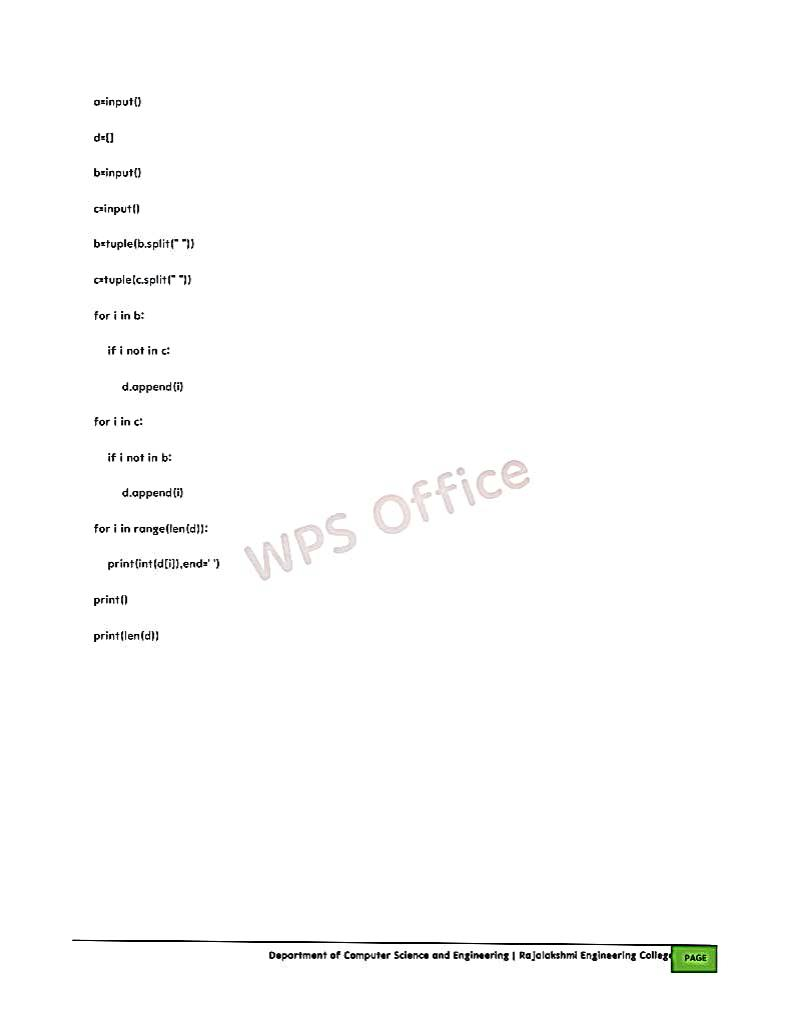 a=input()
d=[]
b=input()
c=input()
b=tuple(b.split(" "))
c=tuple(c.split(" "))
for i in b:
if i not in c:
d.append(i)
for i in c:
if i not in b:
d.append(i)
for i in range(len(d)):
print(int(d[i]),end=' ')
print()
print(len(d))
WPS Office
Department of Computer Science and Engineering | Rajalakshmi Engineering College
PAGE